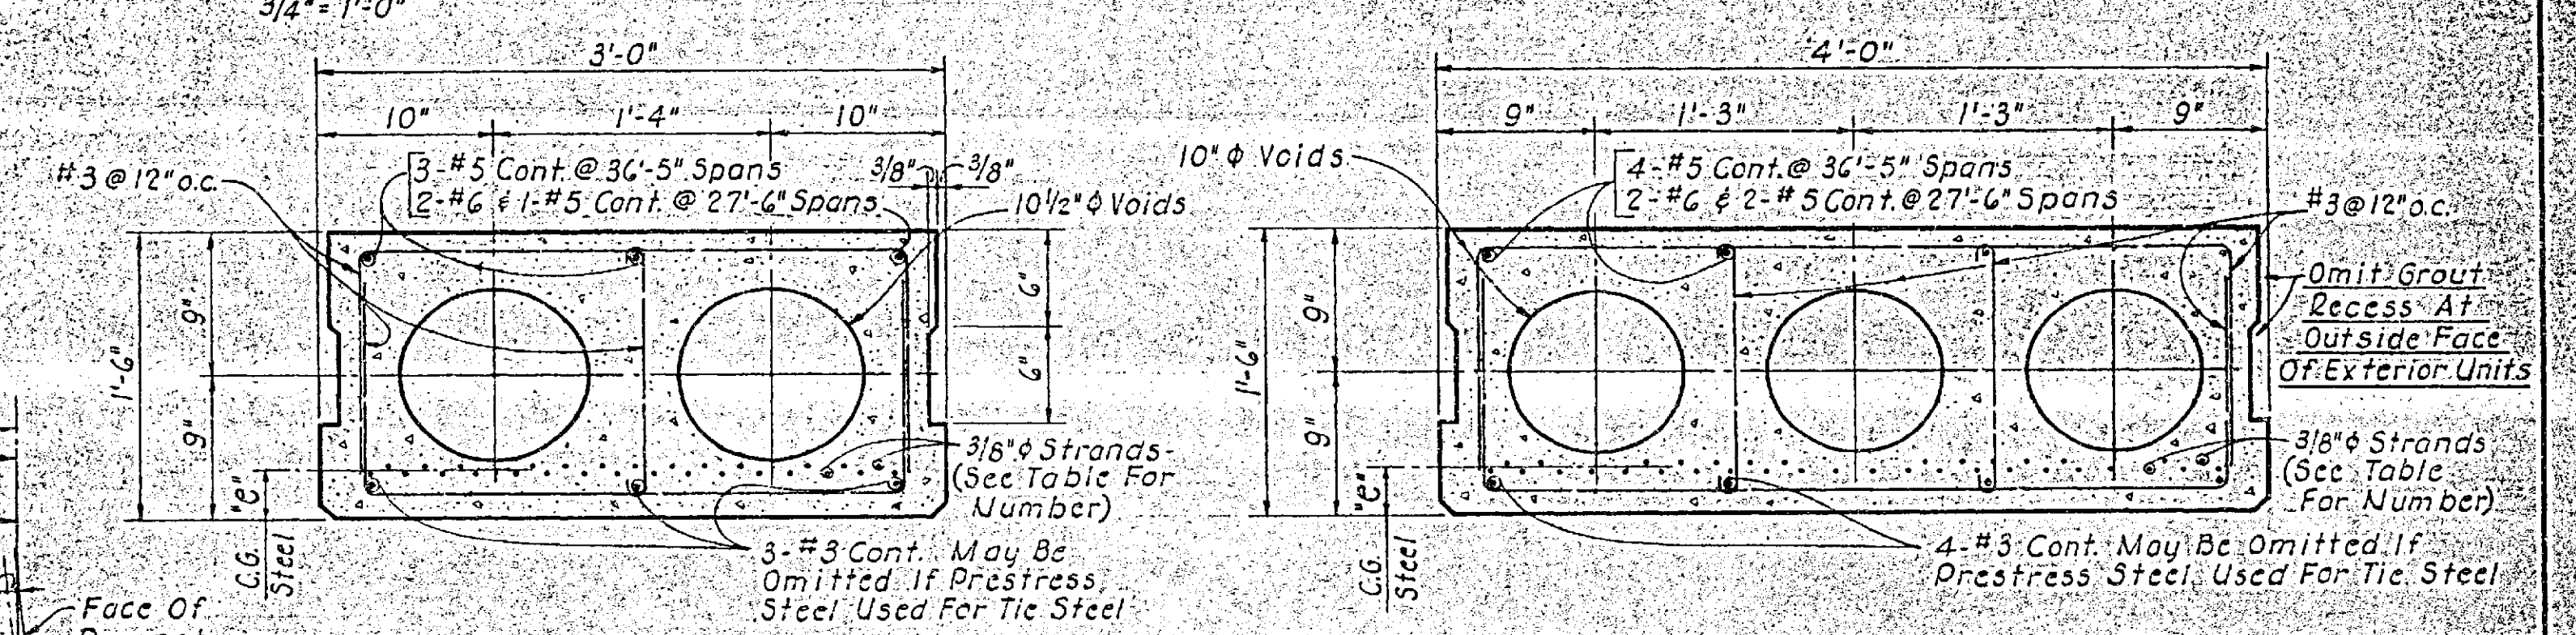 3/4" = 1'-0"
3'-0"
10"
1'-4"
10"
#3 @ 12" o.c.
3-#5 Cont. @ 36'-5" Spans
2-#6 & 1-#5 Cont. @ 27'-6" Spans
3/8"
3/8"
10 1/2" ϕ Voids
1'-6"
9"
9"
6"
6"
"e"
C.G.
Steel
3/8" ϕ Strands
(See Table For
Number)
3-#3 Cont. May Be
Omitted If Prestress
Steel Used For Tie Steel
Face Of
4'-0"
9"
1'-3"
1'-3"
9"
10" ϕ Voids
4-#5 Cont. @ 36'-5" Spans
2-#6 & 2-#5 Cont. @ 27'-6" Spans
#3 @ 12" o.c.
Omit Grout
Recess At
Outside Face
Of Exterior Units
1'-6"
9"
9"
"e"
C.G.
Steel
3/8" ϕ Strands
(See Table
For Number)
4-#3 Cont. May Be Omitted If
Prestress Steel Used For Tie Steel